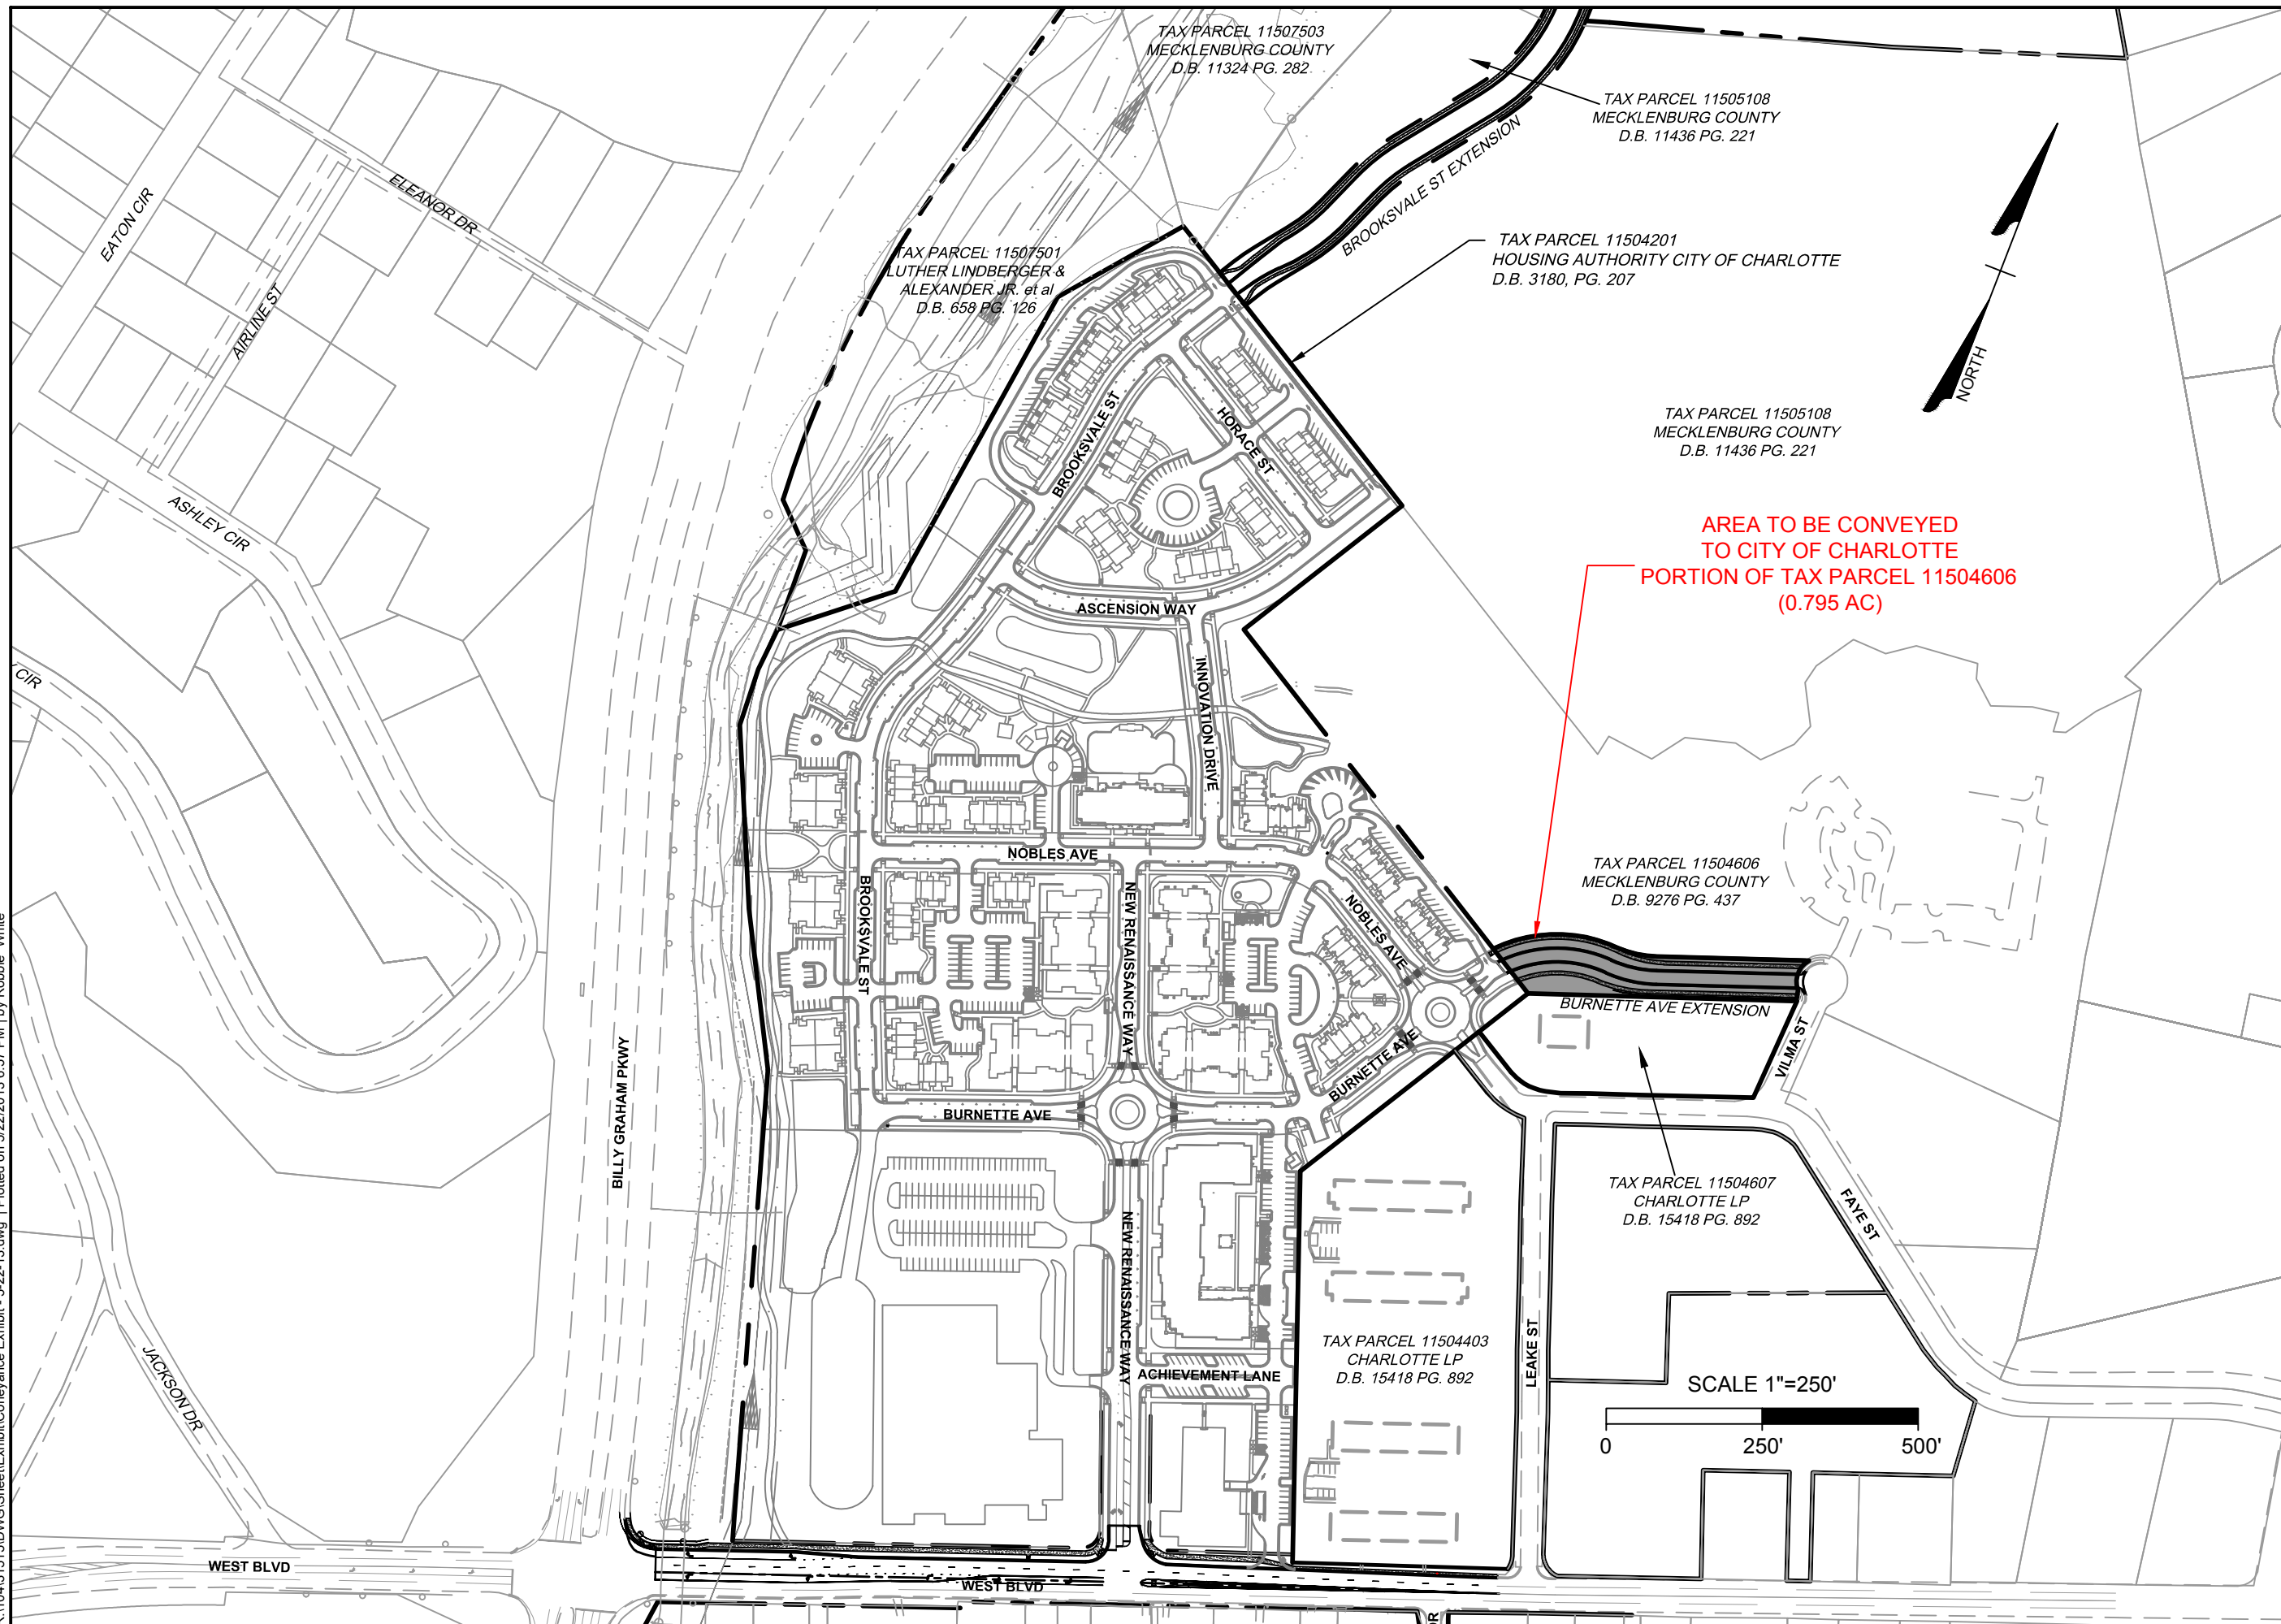 TAX PARCEL 11507503
MECKLENBURG COUNTY
D.B. 11324 PG. 282
TAX PARCEL 11505108
MECKLENBURG COUNTY
D.B. 11436 PG. 221
BROOKSVALE ST EXTENSION
TAX PARCEL 11504201
HOUSING AUTHORITY CITY OF CHARLOTTE
D.B. 3180, PG. 207
EATON CIR
ELEANOR DR
AIRLINE ST
TAX PARCEL 11507501
LUTHER LINDBERGER &
ALEXANDER JR. et al
D.B. 658 PG. 126
NORTH
BROOKSVALE ST
HORACE ST
TAX PARCEL 11505108
MECKLENBURG COUNTY
D.B. 11436 PG. 221
ASHLEY CIR
AREA TO BE CONVEYED
TO CITY OF CHARLOTTE
PORTION OF TAX PARCEL 11504606
(0.795 AC)
ASCENSION WAY
CIR
INNOVATION DRIVE
NOBLES AVE
TAX PARCEL 11504606
MECKLENBURG COUNTY
D.B. 9276 PG. 437
BROOKSVALE ST
NEW RENAISSANCE WAY
NOBLES AVE
BURNETTE AVE EXTENSION
VILMA ST
BURNETTE AVE
BURNETTE AVE
BILLY GRAHAM PKWY
TAX PARCEL 11504607
CHARLOTTE LP
D.B. 15418 PG. 892
FAYE ST
NEW RENAISSANCE WAY
JACKSON DR
TAX PARCEL 11504403
CHARLOTTE LP
D.B. 15418 PG. 892
LEAKE ST
ACHIEVEMENT LANE
SCALE 1"=250'
0 250' 500'
WEST BLVD
WEST BLVD
DR